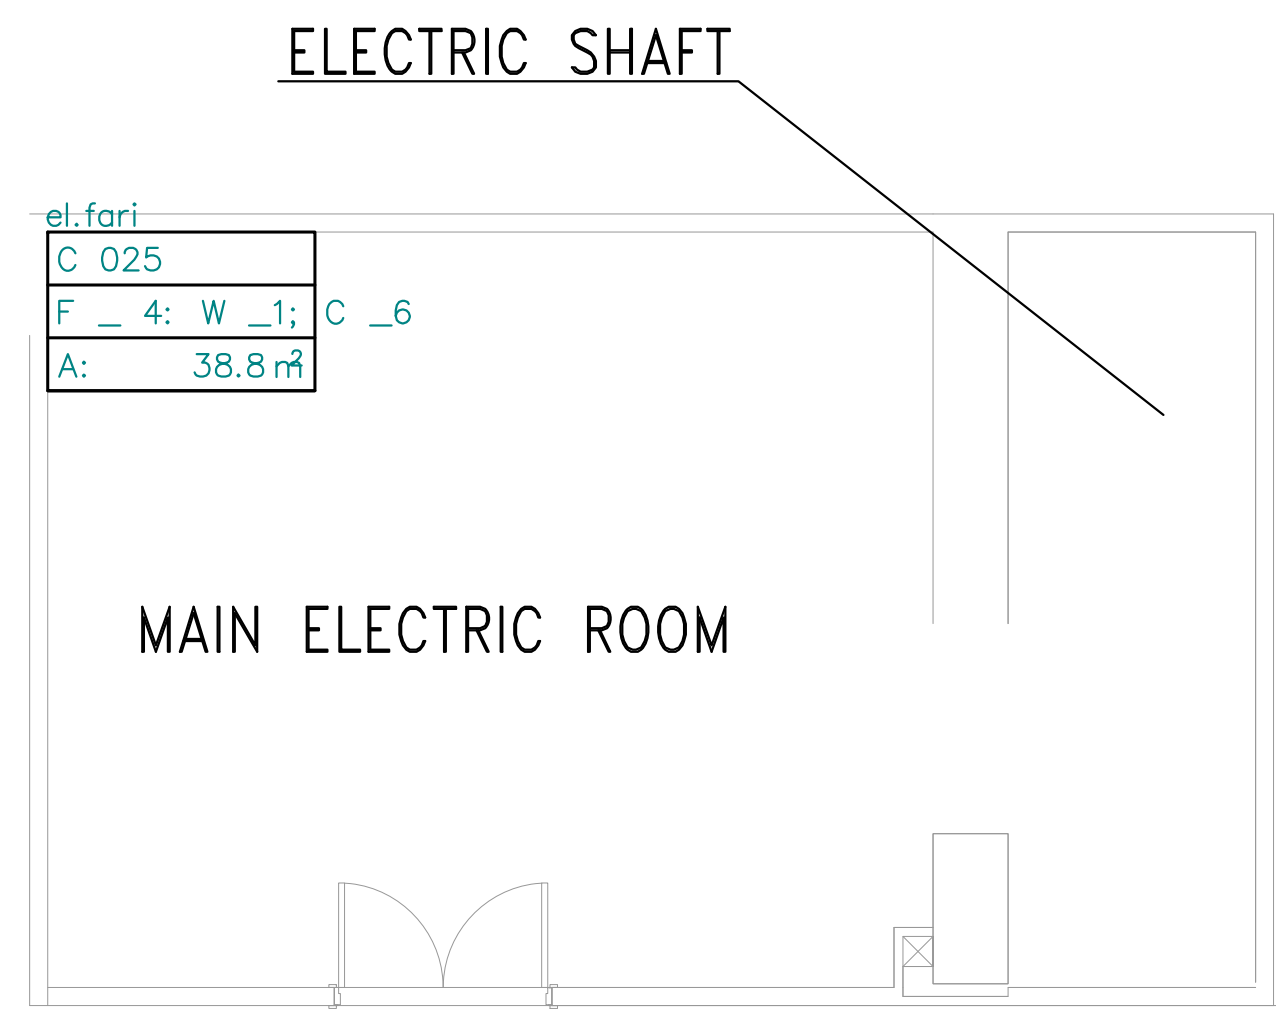 ELECTRIC SHAFT
el.fari
C 025
F _ 4: W _1; C _6
A: 38.8 m²
MAIN ELECTRIC ROOM